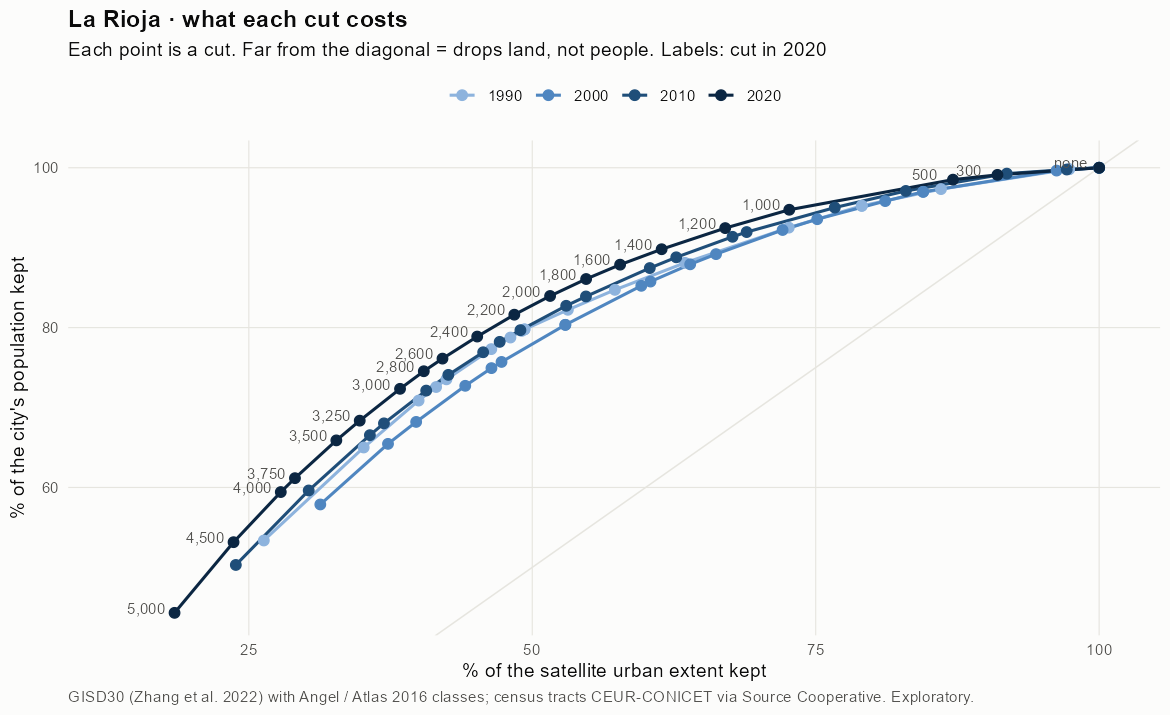 La Rioja · what each cut costs
Each point is a cut. Far from the diagonal = drops land, not people. Labels: cut in 2020
1990 2000 2010 2020
100
80
60
% of the city's population kept
none
300
500
1,000
1,200
1,400
1,600
1,800
2,000
2,200
2,400
2,600
2,800
3,000
3,250
3,500
3,750
4,000
4,500
5,000
25 50 75 100
% of the satellite urban extent kept
GISD30 (Zhang et al. 2022) with Angel / Atlas 2016 classes; census tracts CEUR-CONICET via Source Cooperative. Exploratory.